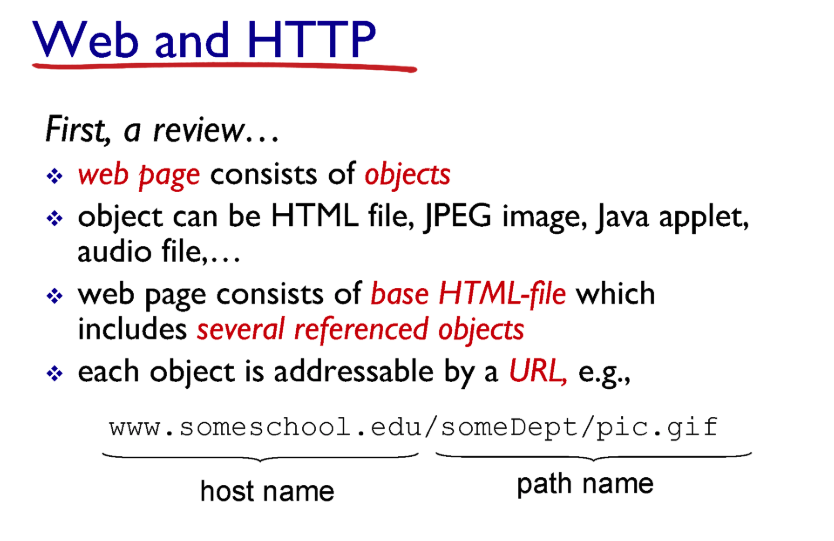 Web and HTTP
First, a review…
❖ web page consists of objects
❖ object can be HTML file, JPEG image, Java applet,
audio file,…
❖ web page consists of base HTML-file which
includes several referenced objects
❖ each object is addressable by a URL, e.g.,
www.someschool.edu/someDept/pic.gif
host name path name